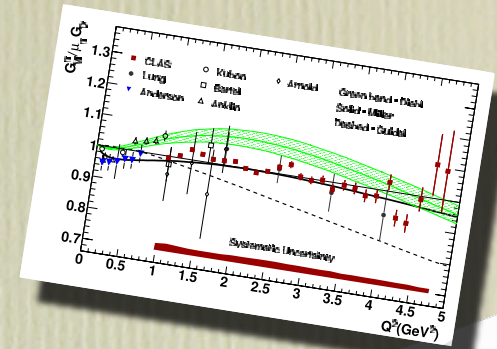 G_M^n/μ_n G_D
1.3
1.2
1.1
1
0.9
0.8
0.7
CLAS
Lung
Anderson
Kubon
Bartel
Anklin
Arnold
Green band - Diehl
Solid - Miller
Dashed - Guidal
Systematic Uncertainty
0 0.5 1 1.5 2 2.5 3 3.5 4 4.5 5
Q²(GeV²)